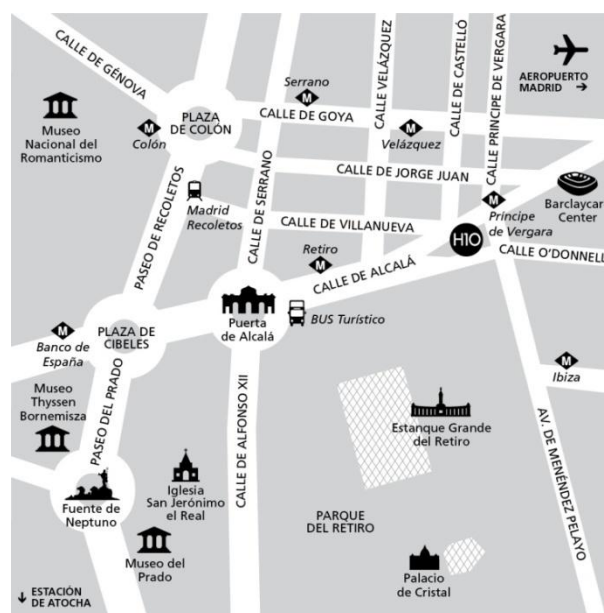 CALLE DE GÉNOVA
Museo
Nacional del
Romanticismo
M
Colón
PLAZA
DE COLÓN
Serrano
M
CALLE DE GOYA
CALLE VELÁZQUEZ
M
Velázquez
CALLE DE CASTELLÓ
CALLE PRINCIPE DE VERGARA
AEROPUERTO
MADRID →
CALLE DE JORGE JUAN
PASEO DE RECOLETOS
Madrid
Recoletos
CALLE DE SERRANO
CALLE DE VILLANUEVA
M
Principe
de Vergara
Barclaycard
Center
H10
Retiro
M
CALLE DE ALCALÁ
CALLE O'DONNELL
Puerta
de Alcalá
BUS Turístico
M
Banco de
España
PLAZA DE
CIBELES
M
Ibiza
Museo
Thyssen
Bornemisza
PASEO DEL PRADO
CALLE DE ALFONSO XII
Estanque Grande
del Retiro
AV. DE MENÉNDEZ PELAYO
Fuente de
Neptuno
Iglesia
San Jerónimo
el Real
PARQUE
DEL RETIRO
Museo del
Prado
Palacio
de Cristal
↓ ESTACIÓN
DE ATOCHA